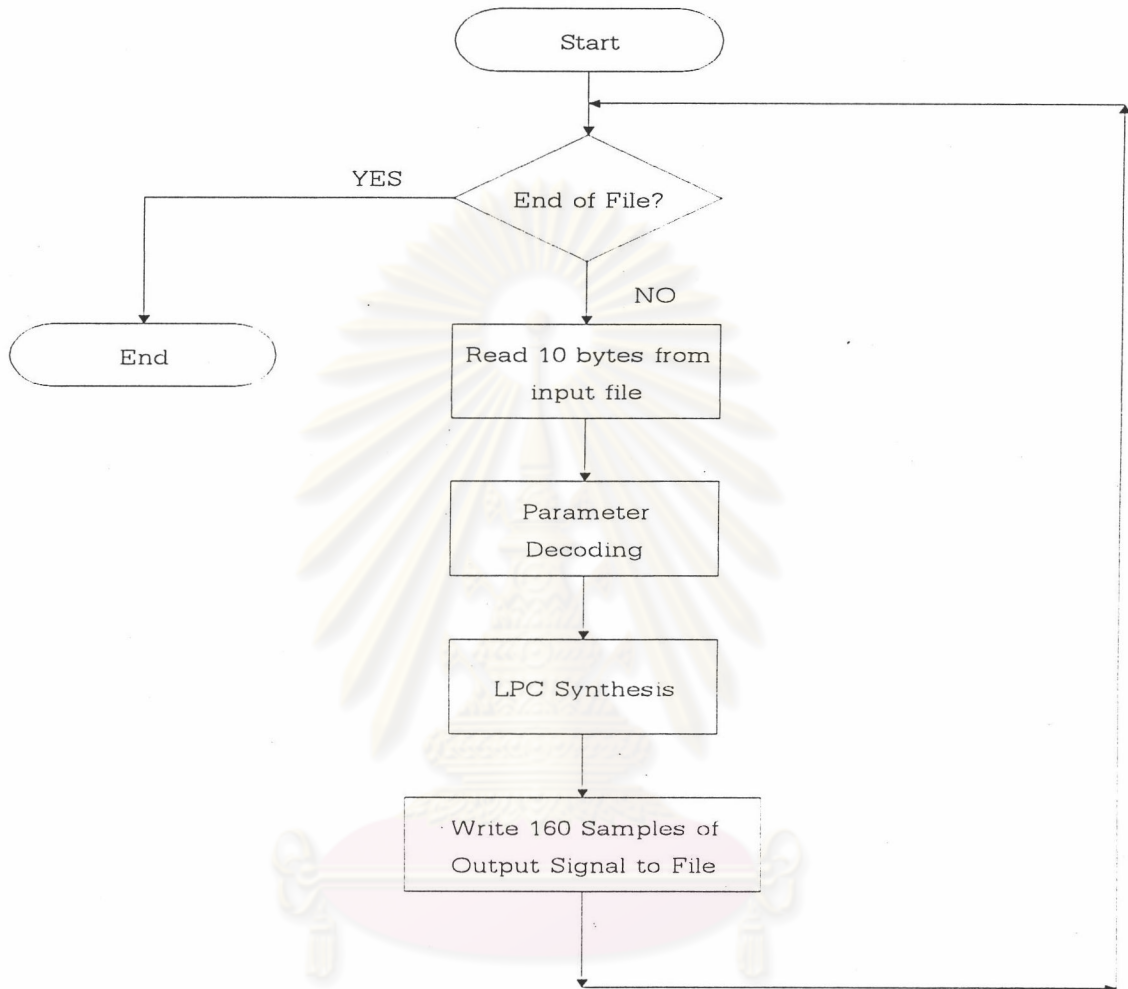 Start
End of File?
YES
NO
End
Read 10 bytes from
input file
Parameter
Decoding
LPC Synthesis
Write 160 Samples of
Output Signal to File